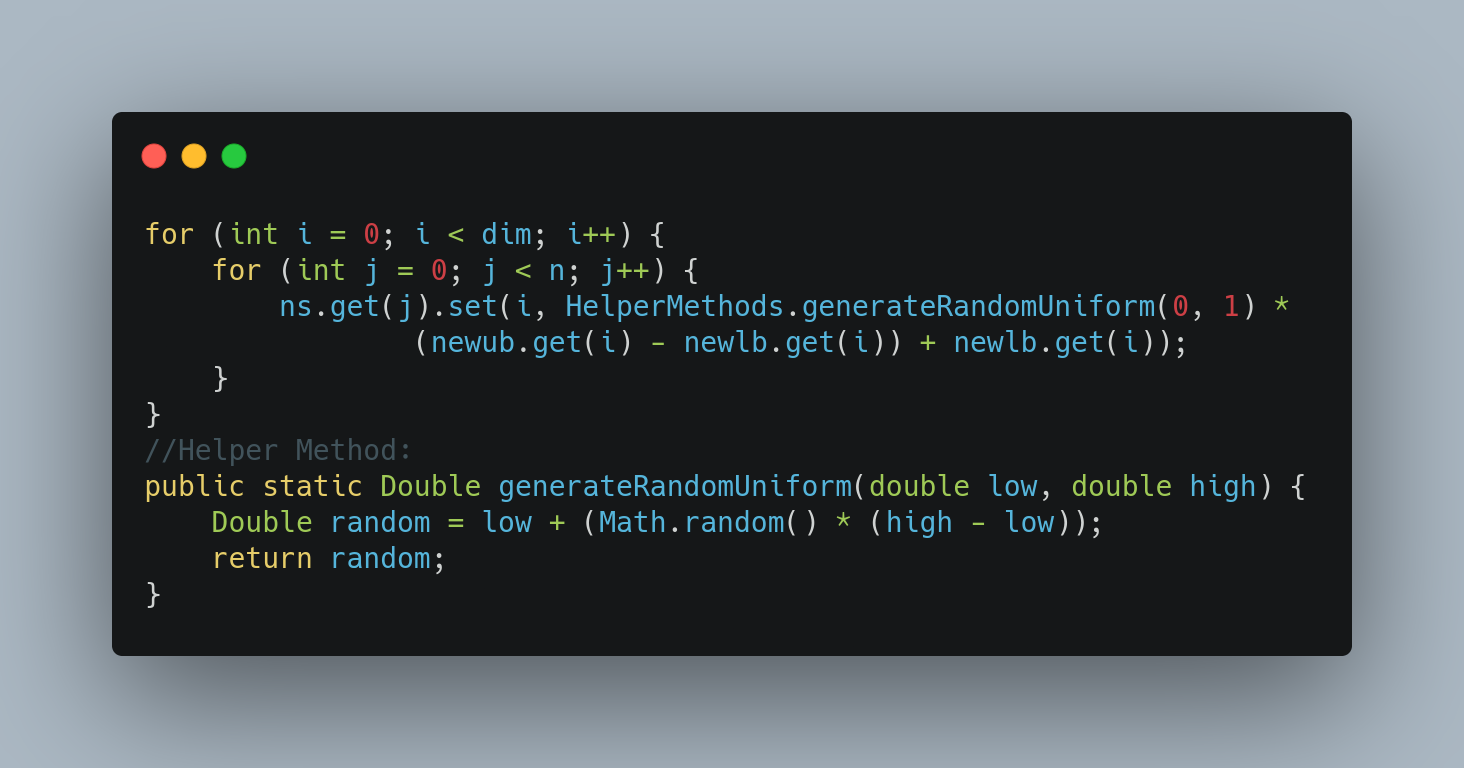 for (int i = 0; i < dim; i++) {
    for (int j = 0; j < n; j++) {
        ns.get(j).set(i, HelperMethods.generateRandomUniform(0, 1) *
                (newub.get(i) - newlb.get(i)) + newlb.get(i));
    }
}
//Helper Method:
public static Double generateRandomUniform(double low, double high) {
    Double random = low + (Math.random() * (high - low));
    return random;
}